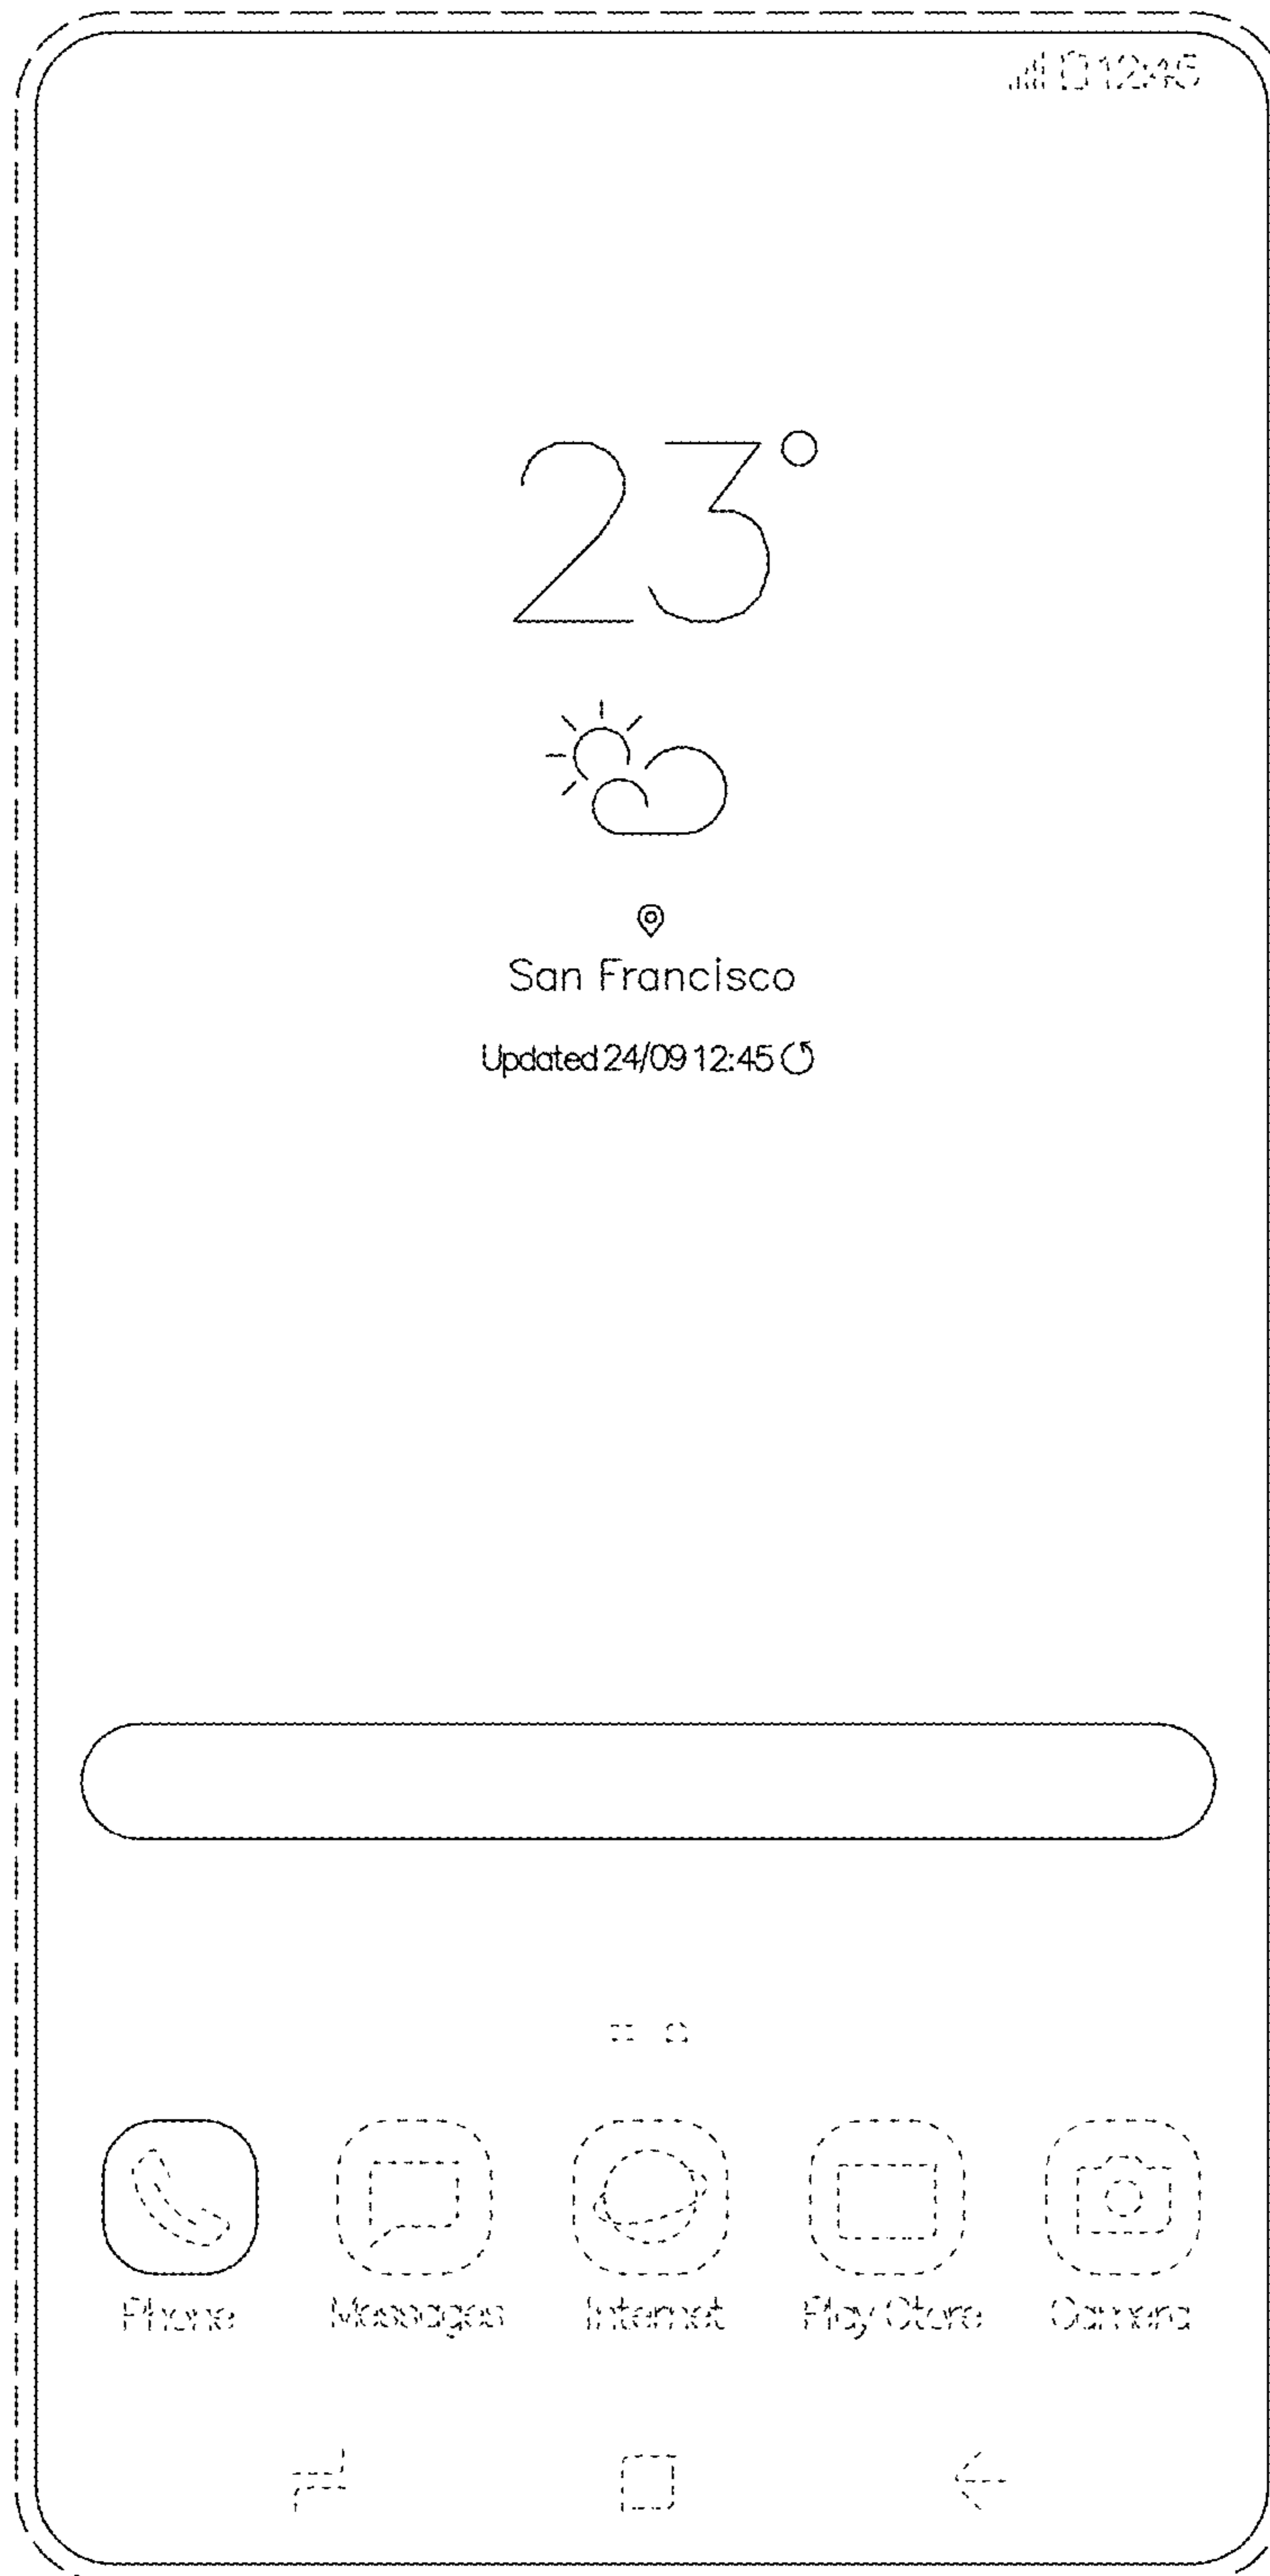 12:45
23°
San Francisco
Updated 24/09 12:45
Phone Messages Internet Play Store Camera